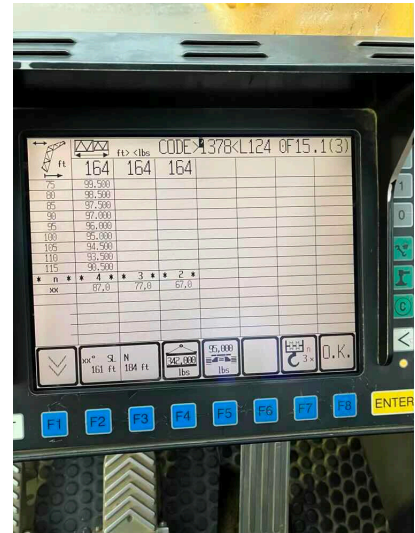 ft> <lbs CODE>1378<L124 0F15.1(3)
ft 164 164 164
75 99.500
80 98.500
85 97.500
90 97.000
95 96.000
100 95.000
105 94.500
110 93.500
115 90.500
* n * * 4 * * 3 * * 2 *
xx 87,0 77,0 67,0
xx° SL N
161 ft 184 ft
342,000 lbs
95,000 lbs
n
3 x
O.K.
1
0
C
<
F1 F2 F3 F4 F5 F6 F7 F8 ENTER